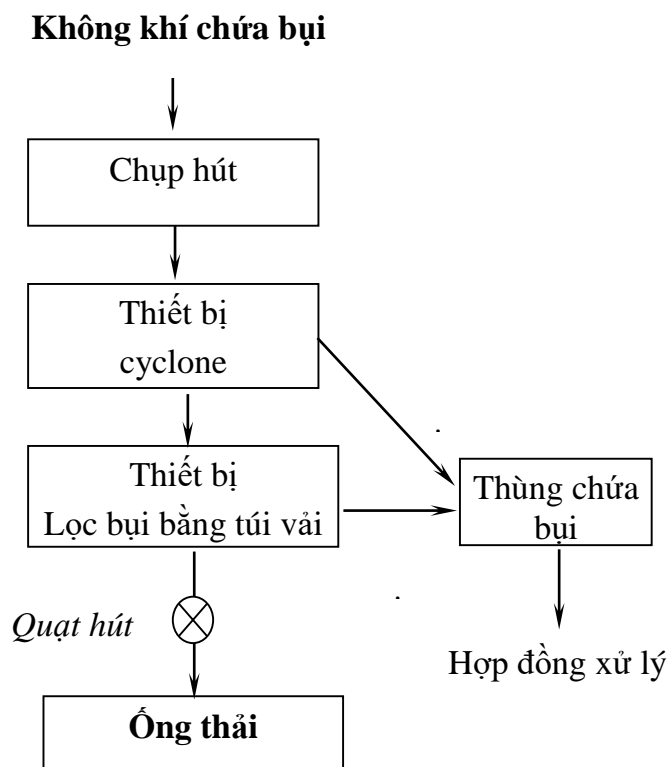 Không khí chứa bụi
Chụp hút
Thiết bị
cyclone
Thiết bị
Lọc bụi bằng túi vải
Thùng chứa
bụi
Quạt hút
Hợp đồng xử lý
Ống thải